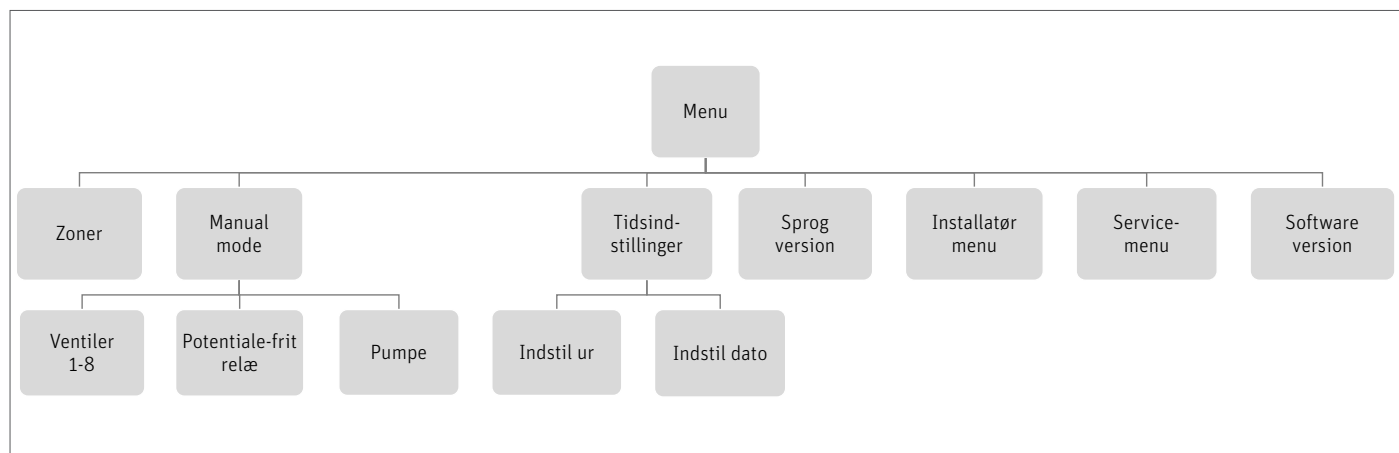 Menu
Zoner
Manual
mode
Tidsind-
stillinger
Sprog
version
Installatør
menu
Service-
menu
Software
version
Ventiler
1-8
Potentiale-frit
relæ
Pumpe
Indstil ur
Indstil dato